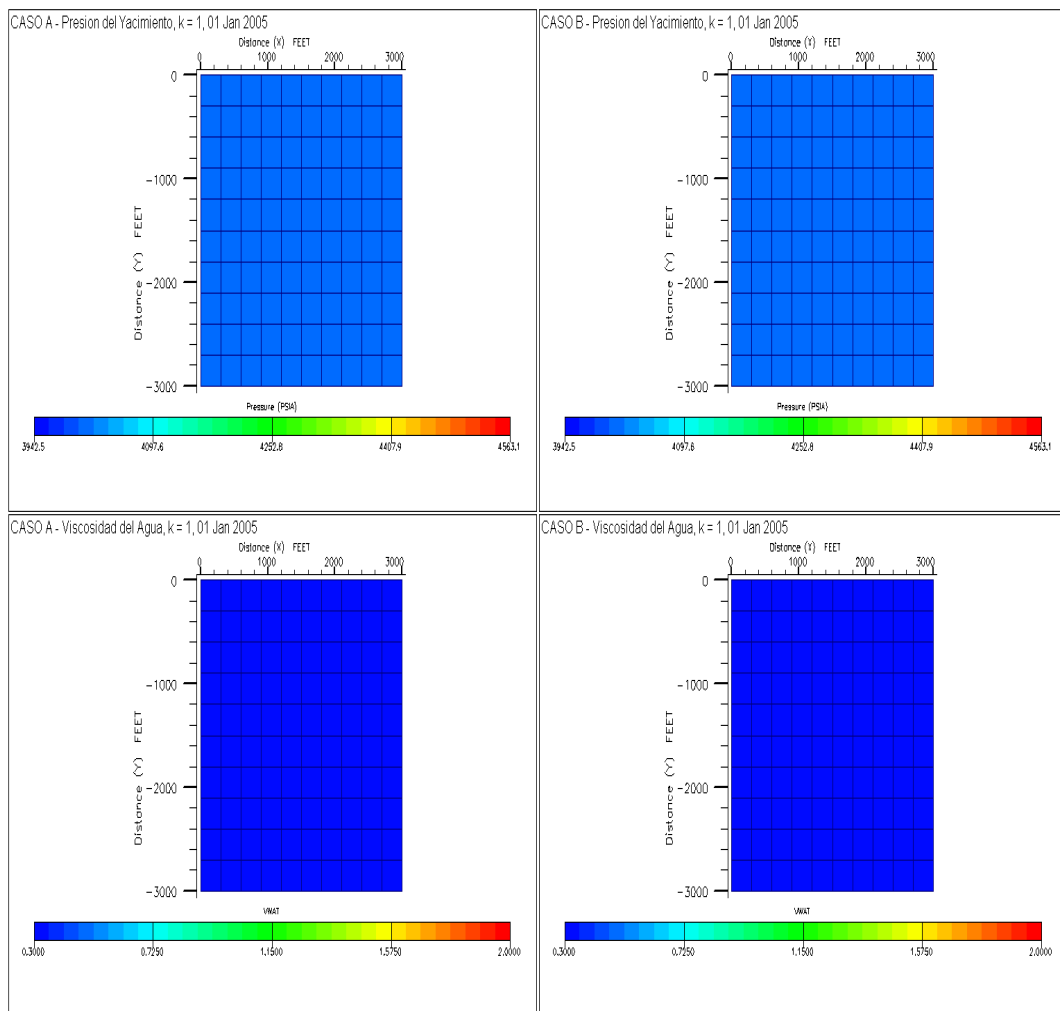 CASO A - Presion del Yacimiento, k = 1, 01 Jan 2005
Distance (X) FEET
0 1000 2000 3000
0
-1000
-2000
-3000
Distance (Y) FEET
Pressure (PSIA)
3942.5 4097.6 4252.8 4407.9 4563.1
CASO B - Presion del Yacimiento, k = 1, 01 Jan 2005
Distance (X) FEET
0 1000 2000 3000
0
-1000
-2000
-3000
Distance (Y) FEET
Pressure (PSIA)
3942.5 4097.6 4252.8 4407.9 4563.1
CASO A - Viscosidad del Agua, k = 1, 01 Jan 2005
Distance (X) FEET
0 1000 2000 3000
0
-1000
-2000
-3000
Distance (Y) FEET
VWAT
0.3000 0.7250 1.1500 1.5750 2.0000
CASO B - Viscosidad del Agua, k = 1, 01 Jan 2005
Distance (X) FEET
0 1000 2000 3000
0
-1000
-2000
-3000
Distance (Y) FEET
VWAT
0.3000 0.7250 1.1500 1.5750 2.0000